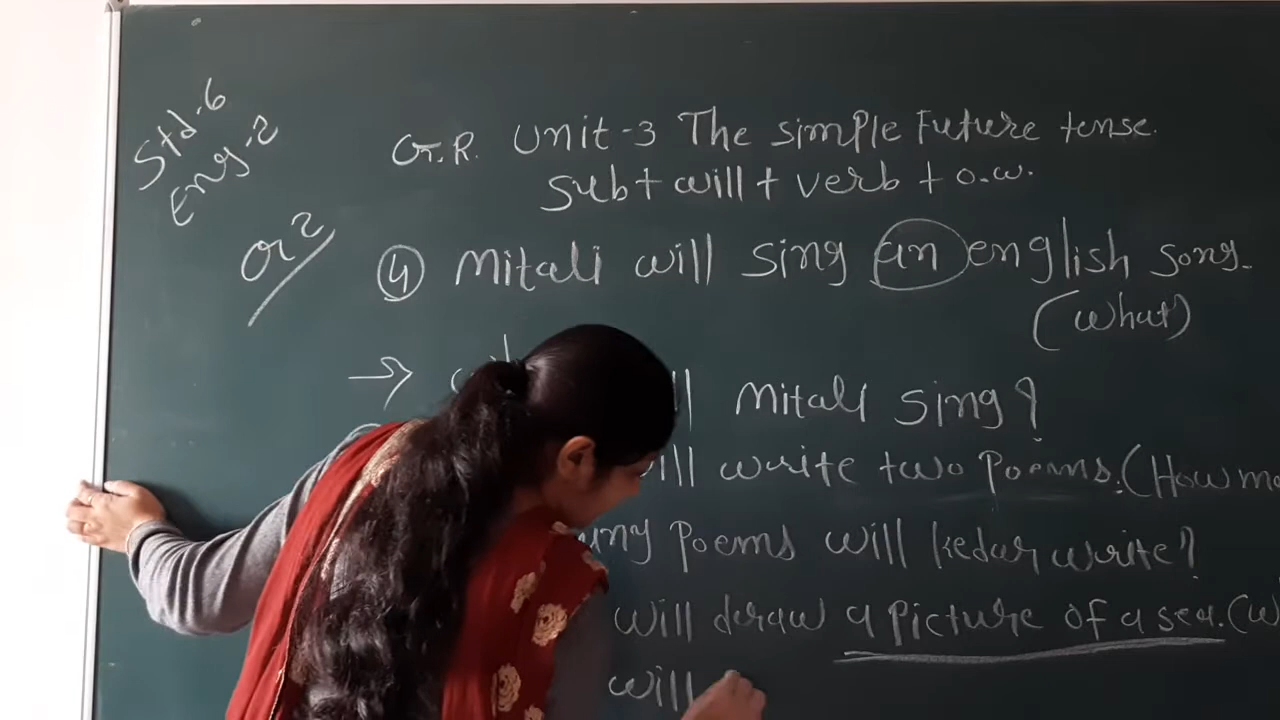 Std-6
Eng-2
Gr.R. Unit-3 The simple Future tense.
Sub + will + verb + o.w.
④ Mitali will sing an english song.
(what)
→ Mitali sing?
will write two poems. (How
poems will kedar write?
will draw a picture of a sea. (w
will